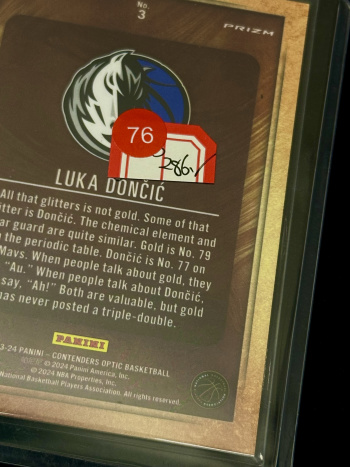 No.
3
PRIZM
76
286./
LUKA DONČIĆ
All that glitters is not gold. Some of that
itter is Dončić. The chemical element and
ar guard are quite similar. Gold is No. 79
the periodic table. Dončić is No. 77 on
Mavs. When people talk about gold, they
"Au." When people talk about Dončić,
say, "Ah!" Both are valuable, but gold
has never posted a triple-double.
PANINI
3-24 PANINI - CONTENDERS OPTIC BASKETBALL
© 2024 Panini America, Inc.
© 2024 NBA Properties, Inc.
National Basketball Players Association. All rights reserved.